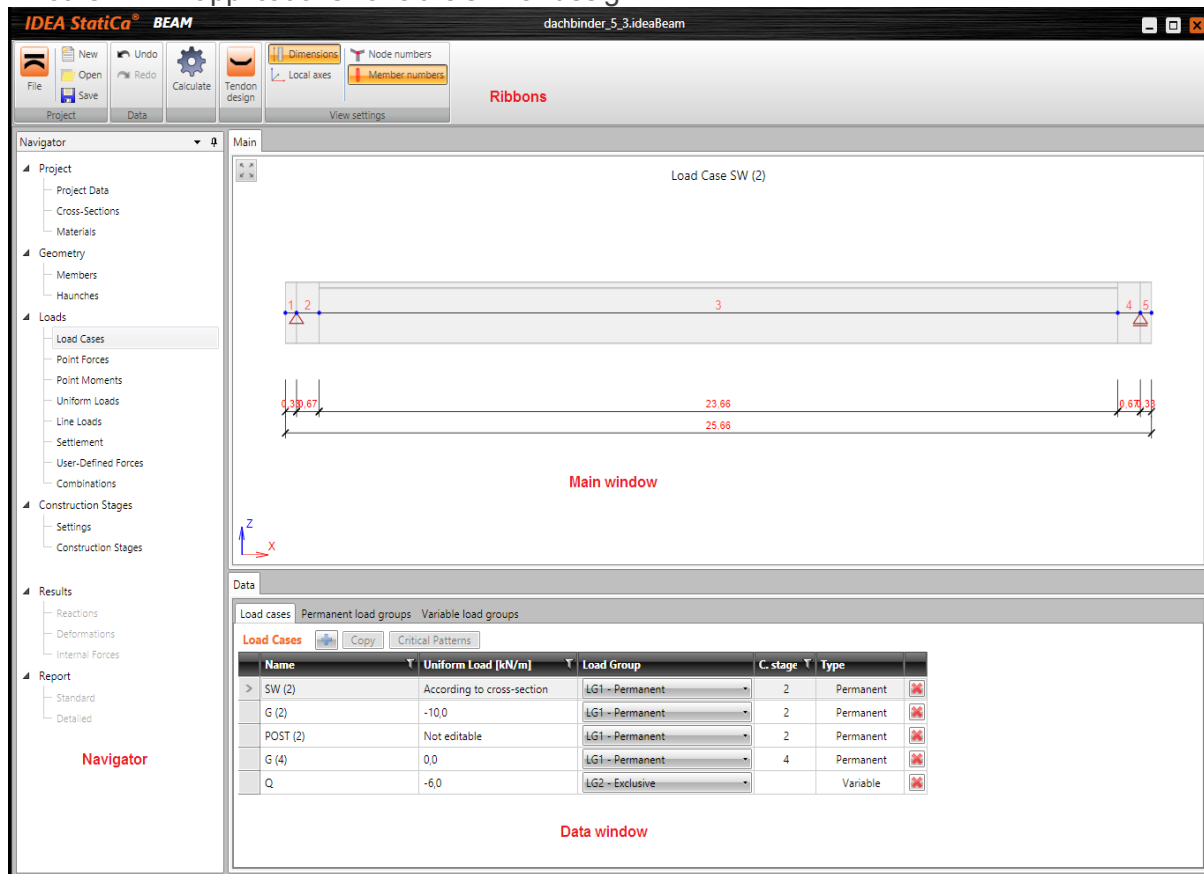 IDEA StatiCa® BEAM
dachbinder_5_3.ideaBeam
File
New
Open
Save
Project
Undo
Redo
Data
Calculate
Tendon
design
Dimensions
Local axes
Node numbers
Member numbers
View settings
Ribbons
Navigator
Project
Project Data
Cross-Sections
Materials
Geometry
Members
Haunches
Loads
Load Cases
Point Forces
Point Moments
Uniform Loads
Line Loads
Settlement
User-Defined Forces
Combinations
Construction Stages
Settings
Construction Stages
Results
Reactions
Deformations
Internal Forces
Report
Standard
Detailed
Navigator
Main
Load Case SW (2)
1 2 3 4 5
0,33 0,67 23.66 0,67 0,33
25.66
Main window
Z
X
Data
Load cases Permanent load groups Variable load groups
Load Cases Copy Critical Patterns
Name Uniform Load [kN/m] Load Group C. stage Type
> SW (2) According to cross-section LG1 - Permanent 2 Permanent
G (2) -10,0 LG1 - Permanent 2 Permanent
POST (2) Not editable LG1 - Permanent 2 Permanent
G (4) 0,0 LG1 - Permanent 4 Permanent
Q -6,0 LG2 - Exclusive Variable
Data window